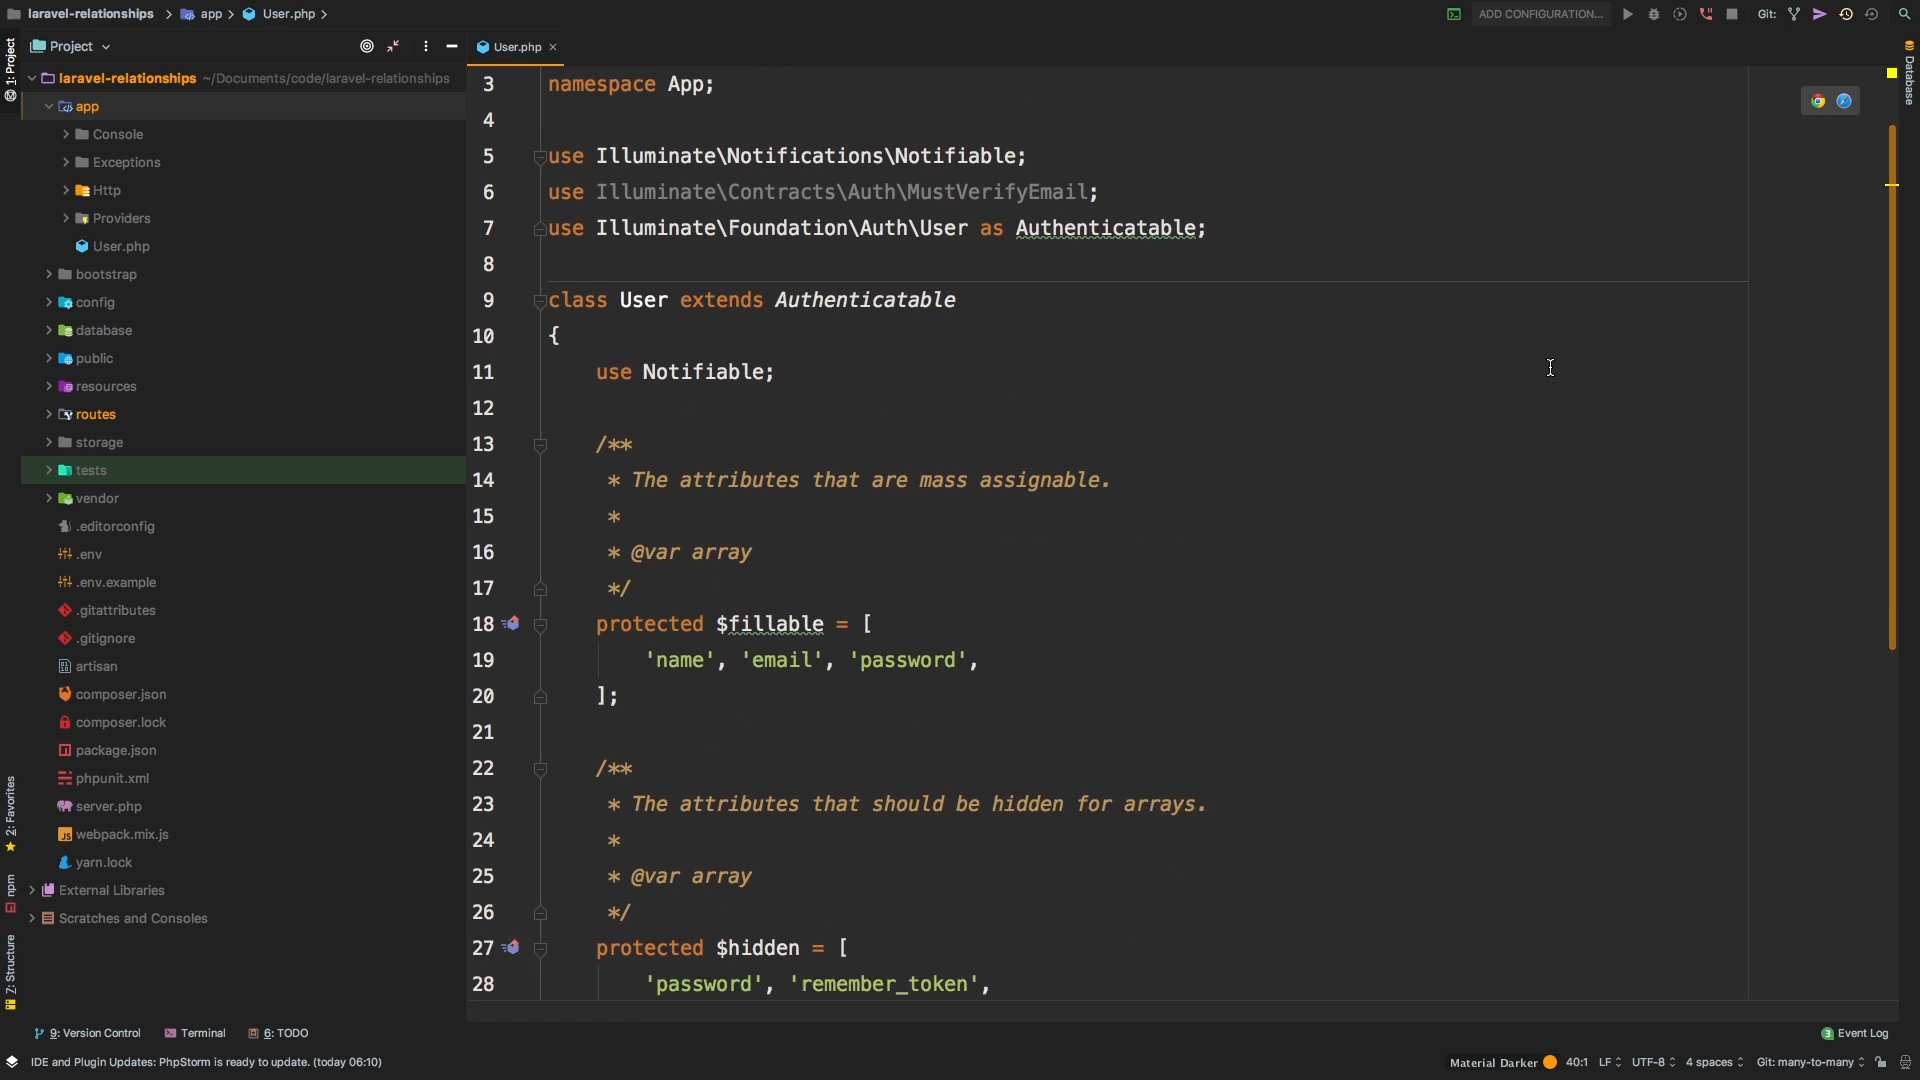 laravel-relationships
app
User.php
ADD CONFIGURATION...
Git:
1: Project
Project
User.php
Database
laravel-relationships ~/Documents/code/laravel-relationships
app
Console
Exceptions
Http
Providers
User.php
bootstrap
config
database
public
resources
routes
storage
tests
vendor
.editorconfig
.env
.env.example
.gitattributes
.gitignore
artisan
composer.json
composer.lock
package.json
phpunit.xml
server.php
webpack.mix.js
yarn.lock
External Libraries
Scratches and Consoles
2: Favorites
npm
7: Structure
3 namespace App;
4
5 use Illuminate\Notifications\Notifiable;
6 use Illuminate\Contracts\Auth\MustVerifyEmail;
7 use Illuminate\Foundation\Auth\User as Authenticatable;
8
9 class User extends Authenticatable
10 {
11 use Notifiable;
12
13 /**
14 * The attributes that are mass assignable.
15 *
16 * @var array
17 */
18 protected $fillable = [
19 'name', 'email', 'password',
20 ];
21
22 /**
23 * The attributes that should be hidden for arrays.
24 *
25 * @var array
26 */
27 protected $hidden = [
28 'password', 'remember_token',
9: Version Control
Terminal
6: TODO
3 Event Log
IDE and Plugin Updates: PhpStorm is ready to update. (today 06:10)
Material Darker
40:1
LF
UTF-8
4 spaces
Git: many-to-many